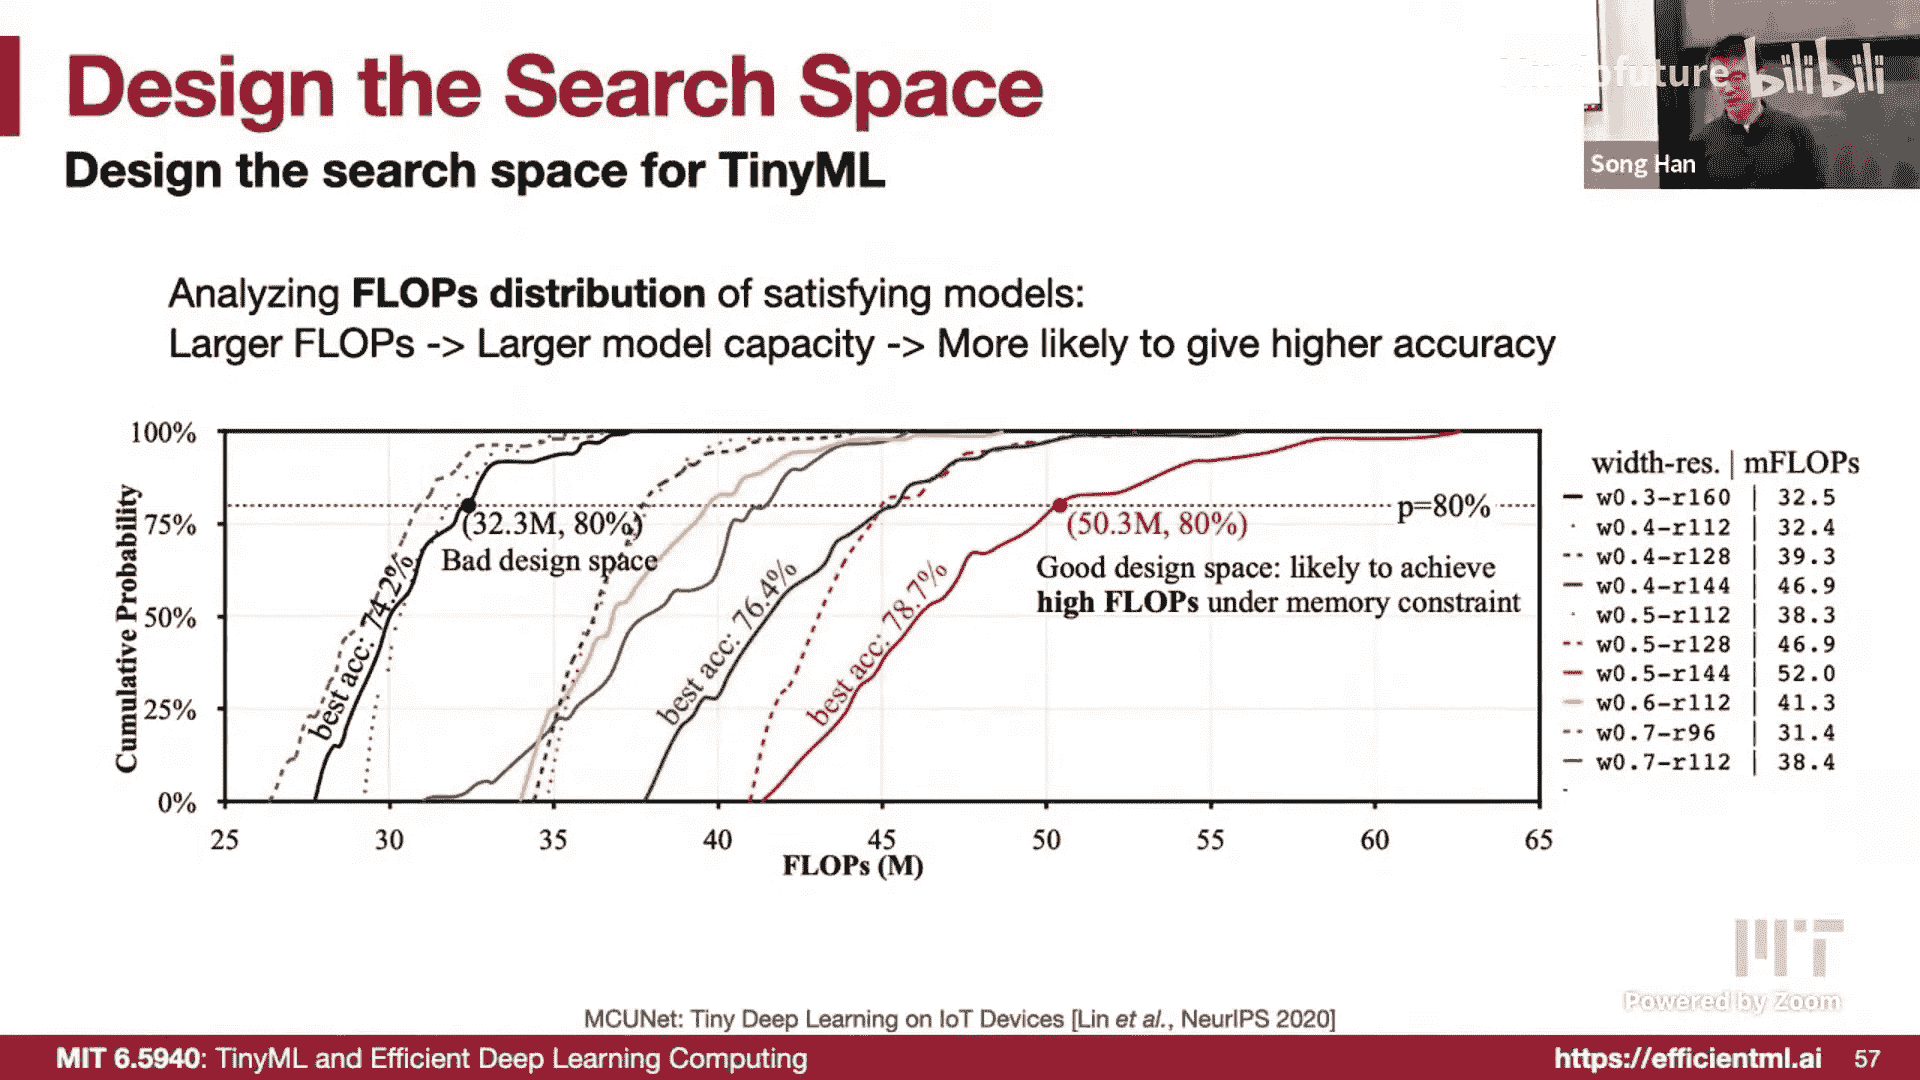 Design the Search Space
Design the search space for TinyML
bilibili
Song Han
Analyzing FLOPs distribution of satisfying models:
Larger FLOPs -> Larger model capacity -> More likely to give higher accuracy
100%
75%
50%
25%
0%
Cumulative Probability
25 30 35 40 45 50 55 60 65
FLOPs (M)
p=80%
(32.3M, 80%)
Bad design space
(50.3M, 80%)
Good design space: likely to achieve
high FLOPs under memory constraint
best acc: 74.2%
best acc: 76.4%
best acc: 78.7%
width-res. | mFLOPs
w0.3-r160 | 32.5
w0.4-r112 | 32.4
w0.4-r128 | 39.3
w0.4-r144 | 46.9
w0.5-r112 | 38.3
w0.5-r128 | 46.9
w0.5-r144 | 52.0
w0.6-r112 | 41.3
w0.7-r96 | 31.4
w0.7-r112 | 38.4
MIT
Powered by Zoom
MCUNet: Tiny Deep Learning on IoT Devices [Lin et al., NeurIPS 2020]
MIT 6.5940: TinyML and Efficient Deep Learning Computing
https://efficientml.ai 57